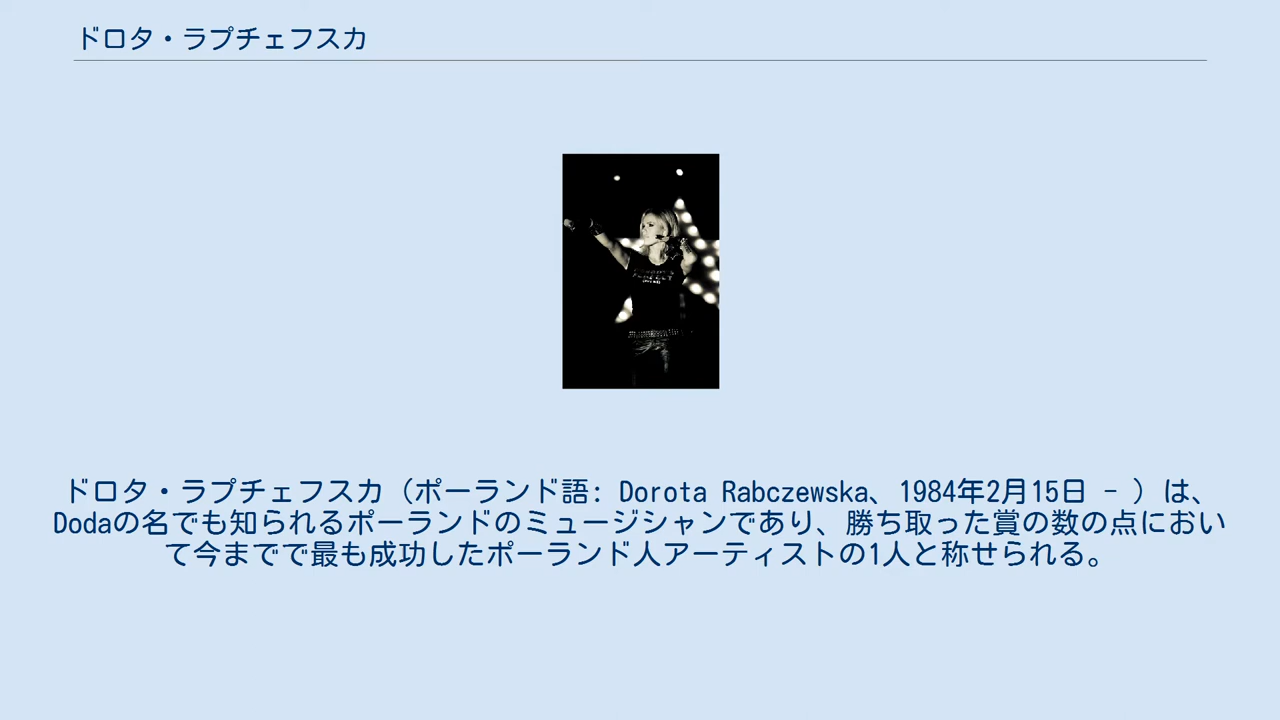 ドロタ・ラプチェフスカ
ドロタ・ラプチェフスカ（ポーランド語: Dorota Rabczewska、1984年2月15日 - ）は、
Dodaの名でも知られるポーランドのミュージシャンであり、勝ち取った賞の数の点におい
て今までで最も成功したポーランド人アーティストの1人と称せられる。